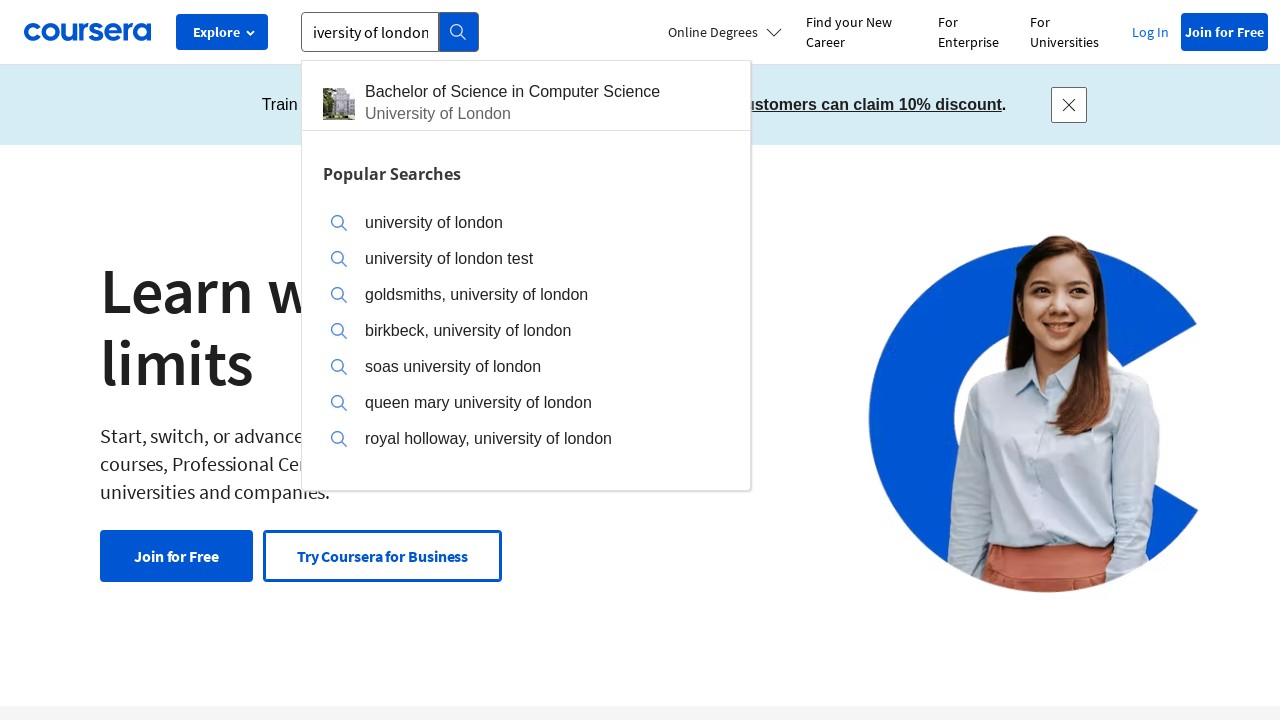 coursera
Explore
iversity of london
Online Degrees
Find your New
Career
For
Enterprise
For
Universities
Log In
Join for Free
Train
ustomers can claim 10% discount.
Bachelor of Science in Computer Science
University of London
Popular Searches
university of london
university of london test
goldsmiths, university of london
birkbeck, university of london
soas university of london
queen mary university of london
royal holloway, university of london
Learn w
limits
Start, switch, or advance
courses, Professional Cer
universities and companies.
Join for Free
Try Coursera for Business